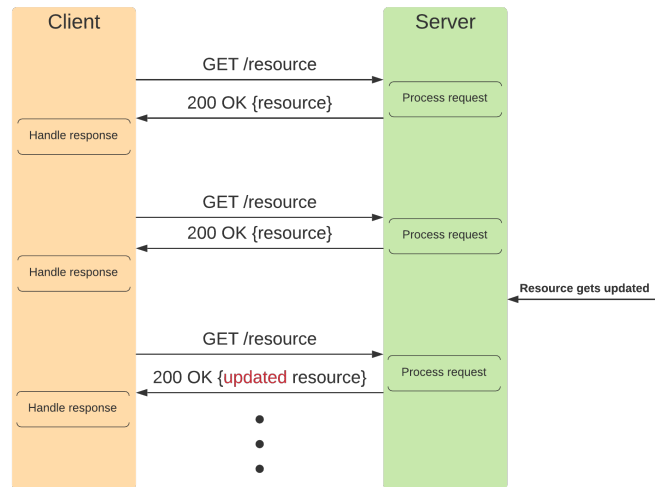 Client
Server
GET /resource
Process request
200 OK {resource}
Handle response
GET /resource
Process request
200 OK {resource}
Handle response
Resource gets updated
GET /resource
Process request
200 OK {updated resource}
Handle response